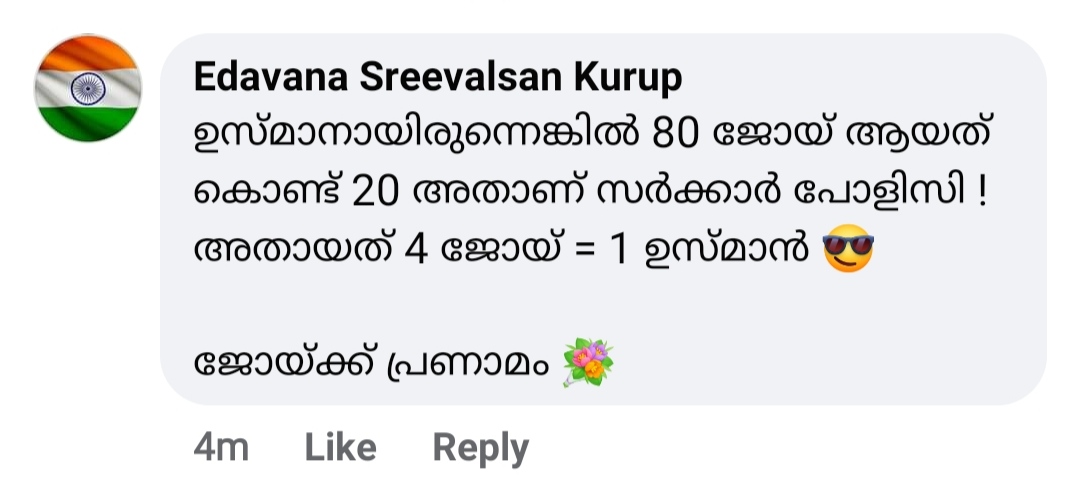 Edavana Sreevalsan Kurup
ഉസ്മാനായിരുന്നെങ്കിൽ 80 ജോയ് ആയത്
കൊണ്ട് 20 അതാണ് സർക്കാർ പോളിസി !
അതായത് 4 ജോയ് = 1 ഉസ്മാൻ 😎
ജോയ്ക്ക് പ്രണാമം 💐
4m Like Reply